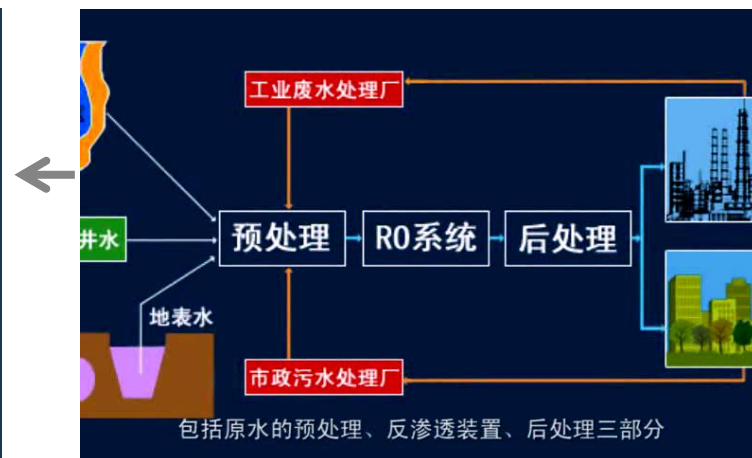 工业废水处理厂
井水
预处理
RO系统
后处理
地表水
市政污水处理厂
包括原水的预处理、反渗透装置、后处理三部分